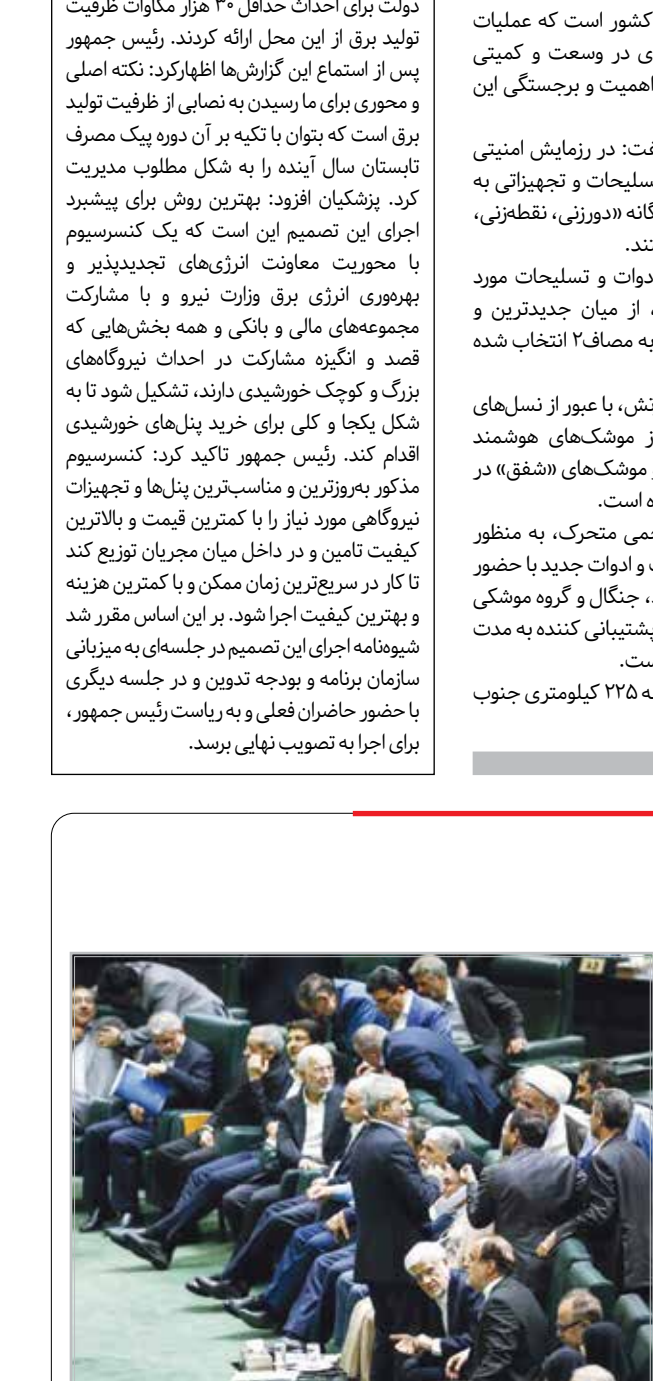 کشور است که عملیات
ی در وسعت و کمیتی
اهمیت و برجستگی این
فت: در رزمایش امنیتی
تسلیحات و تجهیزاتی به
گانه «دورزنی، نقطه‌زنی،
تند.
دوات و تسلیحات مورد
، از میان جدیدترین و
به مصاف۲ انتخاب شده
تش، با عبور از نسل‌های
ز موشک‌های هوشمند
موشک‌های «شفق» در
ه است.
جمی متحرک، به منظور
و ادوات جدید با حضور
د، جنگال و گروه موشکی
پشتیبانی کننده به مدت
ست.
ه ۲۲۵ کیلومتری جنوب
دولت برای احداث حداقل ۳۰ هزار مگاوات ظرفیت
تولید برق از این محل ارائه کردند. رئیس جمهور
پس از استماع این گزارش‌ها اظهارکرد: نکته اصلی
و محوری برای ما رسیدن به نصابی از ظرفیت تولید
برق است که بتوان با تکیه بر آن دوره پیک مصرف
تابستان سال آینده را به شکل مطلوب مدیریت
کرد. پزشکیان افزود: بهترین روش برای پیشبرد
اجرای این تصمیم این است که یک کنسرسیوم
با محوریت معاونت انرژی‌های تجدیدپذیر و
بهره‌وری انرژی برق وزارت نیرو و با مشارکت
مجموعه‌های مالی و بانکی و همه بخش‌هایی که
قصد و انگیزه مشارکت در احداث نیروگاه‌های
بزرگ و کوچک خورشیدی دارند، تشکیل شود تا به
شکل یکجا و کلی برای خرید پنل‌های خورشیدی
اقدام کند. رئیس جمهور تاکید کرد: کنسرسیوم
مذکور به‌روزترین و مناسب‌ترین پنل‌ها و تجهیزات
نیروگاهی مورد نیاز را با کمترین قیمت و بالاترین
کیفیت تامین و در داخل میان مجریان توزیع کند
تا کار در سریع‌ترین زمان ممکن و با کمترین هزینه
و بهترین کیفیت اجرا شود. بر این اساس مقرر شد
شیوه‌نامه اجرای این تصمیم در جلسه‌ای به میزبانی
سازمان برنامه و بودجه تدوین و در جلسه دیگری
با حضور حاضران فعلی و به ریاست رئیس جمهور،
برای اجرا به تصویب نهایی برسد.